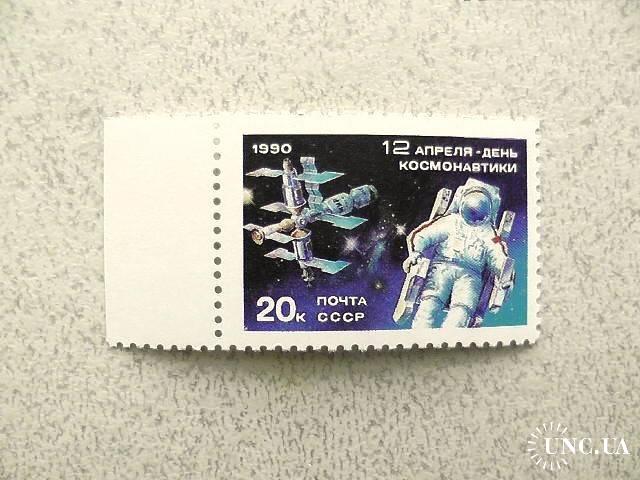 1990
12 АПРЕЛЯ - ДЕНЬ
КОСМОНАВТИКИ
20к
ПОЧТА
СССР
UNC.UA